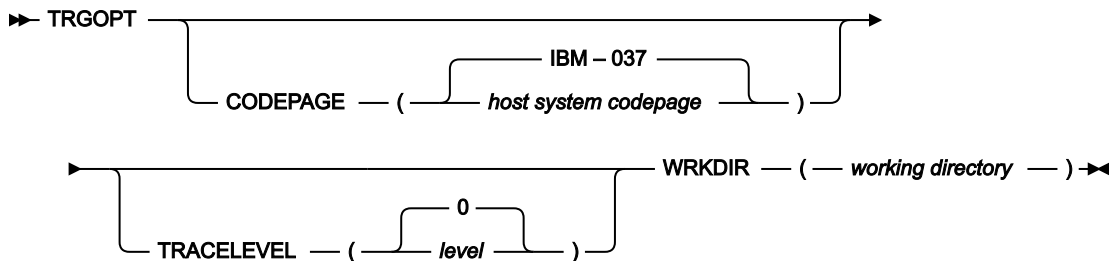 TRGOPT
IBM – 037
CODEPAGE ( host system codepage )
WRKDIR ( working directory )
0
TRACELEVEL ( level )